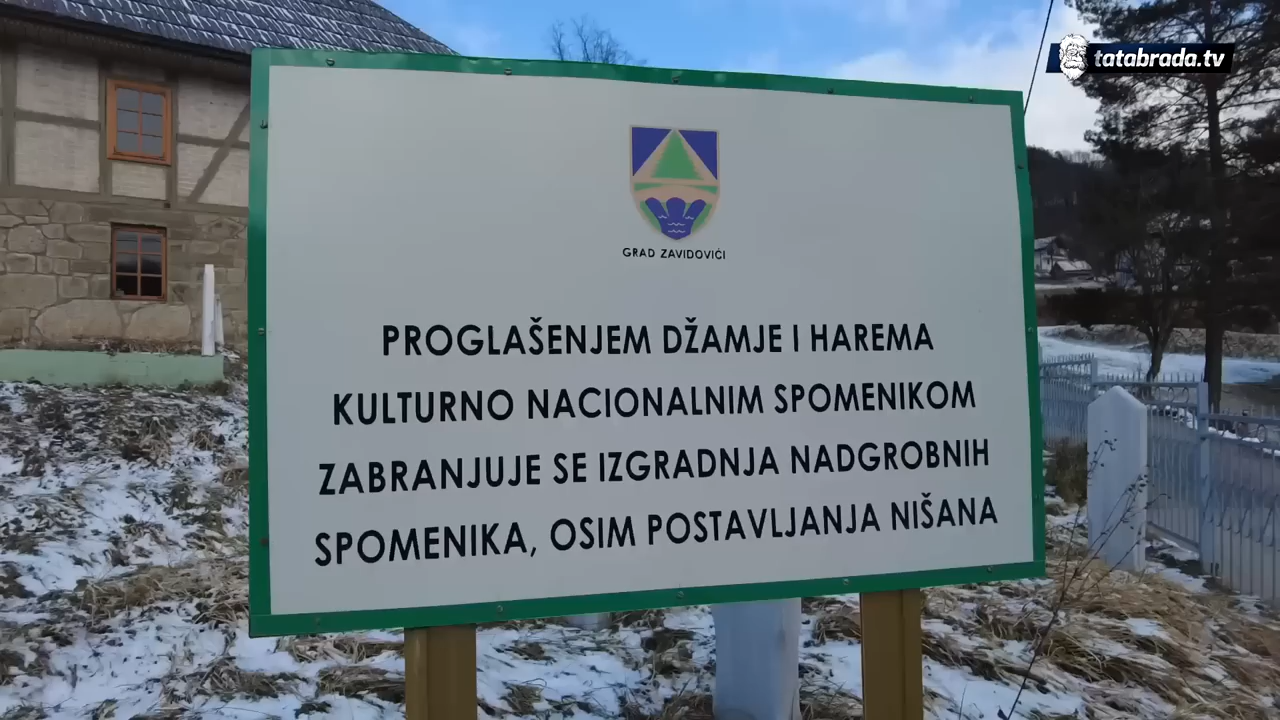 tatabrada.tv
GRAD ZAVIDOVIĆI
PROGLAŠENJEM DŽAMJE I HAREMA
KULTURNO NACIONALNIM SPOMENIKOM
ZABRANJUJE SE IZGRADNJA NADGROBNIH
SPOMENIKA, OSIM POSTAVLJANJA NIŠANA